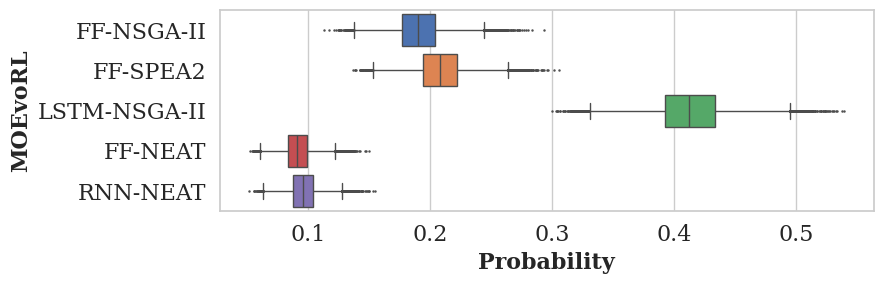 MOEvoRL
FF-NSGA-II
FF-SPEA2
LSTM-NSGA-II
FF-NEAT
RNN-NEAT
0.1 0.2 0.3 0.4 0.5
Probability